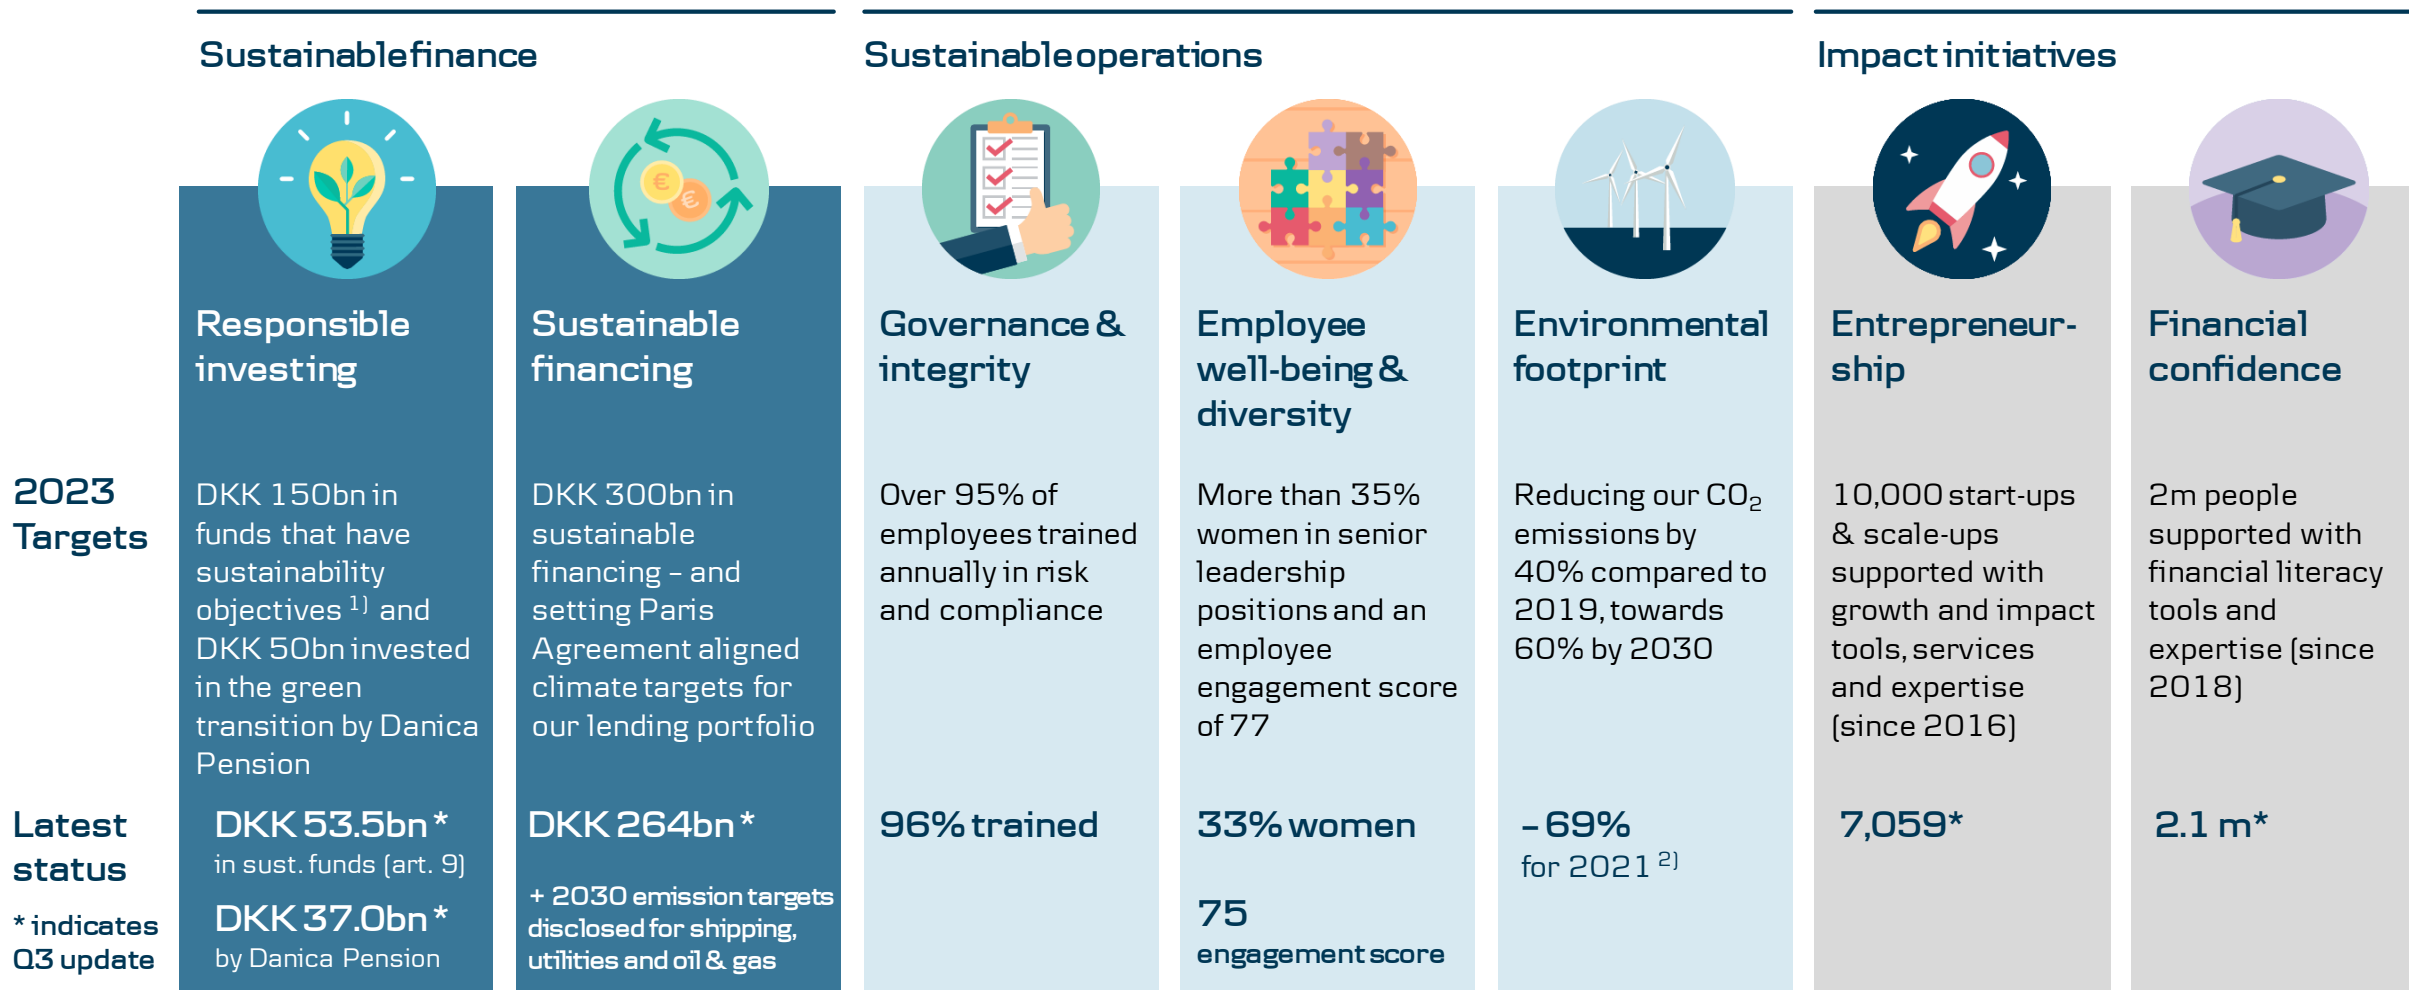 Sustainable finance
Sustainable operations
Impact initiatives
Responsible
investing
Sustainable
financing
Governance &
integrity
Employee
well-being &
diversity
Environmental
footprint
Entrepreneur-
ship
Financial
confidence
2023
Targets
DKK 150bn in
funds that have
sustainability
objectives 1) and
DKK 50bn invested
in the green
transition by Danica
Pension
DKK 300bn in
sustainable
financing – and
setting Paris
Agreement aligned
climate targets for
our lending portfolio
Over 95% of
employees trained
annually in risk
and compliance
More than 35%
women in senior
leadership
positions and an
employee
engagement score
of 77
Reducing our CO₂
emissions by
40% compared to
2019, towards
60% by 2030
10,000 start-ups
& scale-ups
supported with
growth and impact
tools, services
and expertise
(since 2016)
2m people
supported with
financial literacy
tools and
expertise (since
2018)
Latest
status
* indicates
Q3 update
DKK 53.5bn *
in sust. funds (art. 9)
DKK 37.0bn *
by Danica Pension
DKK 264bn *
+ 2030 emission targets
disclosed for shipping,
utilities and oil & gas
96% trained
33% women
75
engagement score
– 69%
for 2021 2)
7,059*
2.1 m*